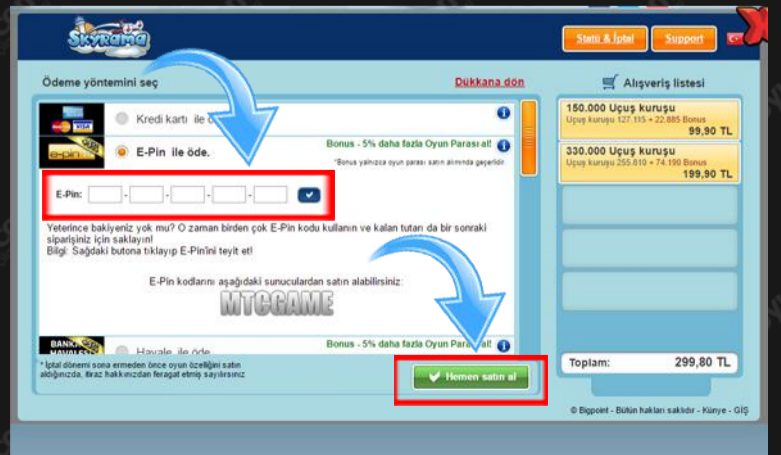 SKYRAMA
Statü & İptal
Support
Ödeme yöntemini seç
Dükkana dön
Alışveriş listesi
VISA
Kredi kartı ile
150.000 Uçuş kuruşu
Uçuş kuruşu 127.115 + 22.885 Bonus
99,90 TL
e-pin
E-Pin ile öde.
Bonus - 5% daha fazla Oyun Parası al!
*Bonus yalnızca oyun parası satın alımında geçerlidir.
330.000 Uçuş kuruşu
Uçuş kuruşu 255.810 + 74.190 Bonus
199,90 TL
E-Pin:
Yeterince bakiyeniz yok mu? O zaman birden çok E-Pin kodu kullanın ve kalan tutarı da bir sonraki
siparişiniz için saklayın!
Bilgi: Sağdaki butona tıklayıp E-Pin'ini teyit et!
E-Pin kodlarını aşağıdaki sunuculardan satın alabilirsiniz:
MTCGAME
BANKA
HAVALESİ
Havale ile öde
Bonus - 5% daha fazla Oyun Parası al!
* İptal dönemi sona ermeden önce oyun özelliğini satın
aldığınızda, itiraz hakkınızdan feragat etmiş sayılırsınız
Hemen satın al
Toplam:
299,80 TL
© Bigpoint - Bütün hakları saklıdır - Künye - GİŞ